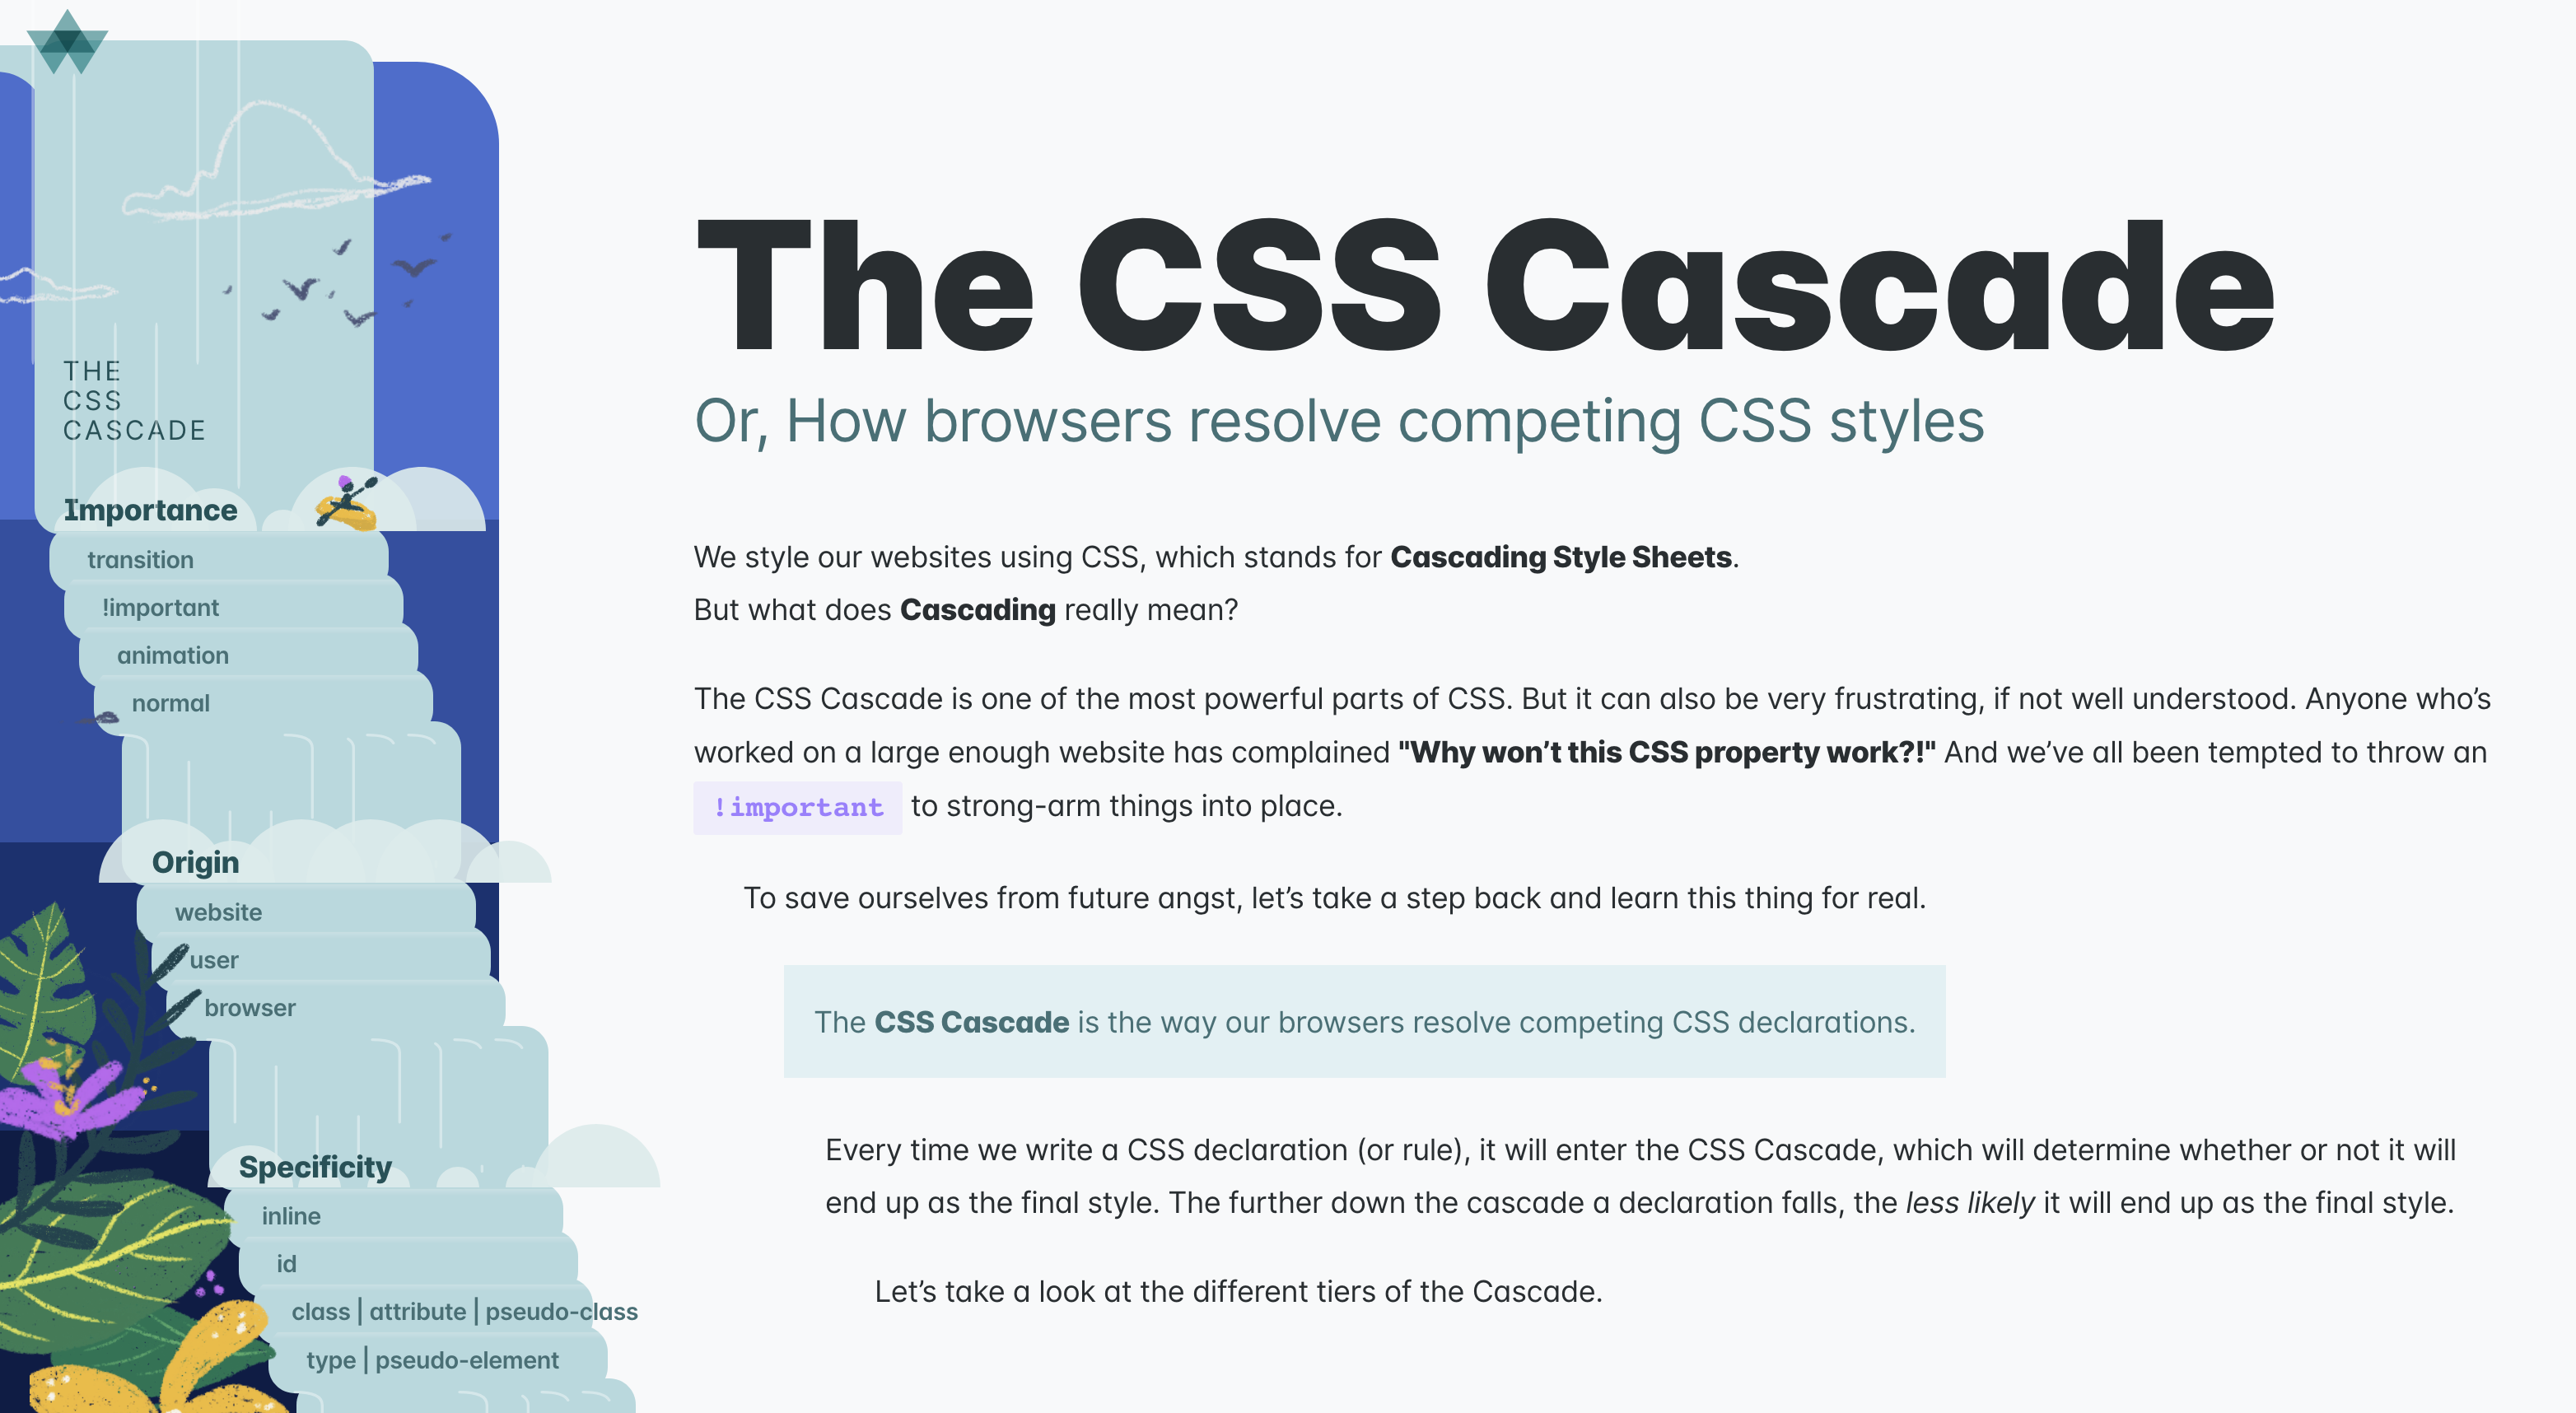 THE
CSS
CASCADE
Importance
transition
!important
animation
normal
Origin
website
user
browser
Specificity
inline
id
class | attribute | pseudo-class
type | pseudo-element
The CSS Cascade
Or, How browsers resolve competing CSS styles
We style our websites using CSS, which stands for Cascading Style Sheets.
But what does Cascading really mean?
The CSS Cascade is one of the most powerful parts of CSS. But it can also be very frustrating, if not well understood. Anyone who’s
worked on a large enough website has complained "Why won’t this CSS property work?!" And we’ve all been tempted to throw an
!important to strong-arm things into place.
To save ourselves from future angst, let’s take a step back and learn this thing for real.
The CSS Cascade is the way our browsers resolve competing CSS declarations.
Every time we write a CSS declaration (or rule), it will enter the CSS Cascade, which will determine whether or not it will
end up as the final style. The further down the cascade a declaration falls, the less likely it will end up as the final style.
Let’s take a look at the different tiers of the Cascade.